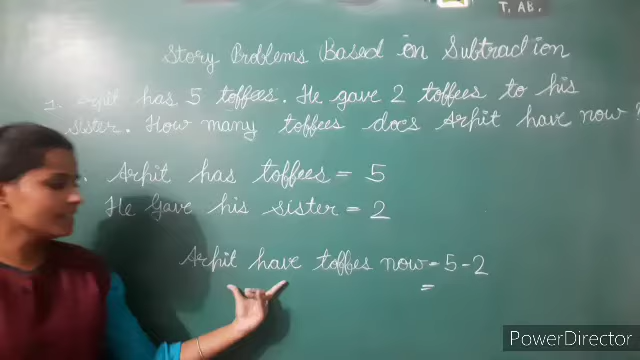 T. AB.
Story Problems Based on Subtraction
1. Arpit has 5 toffees. He gave 2 toffees to his
sister. How many toffees does Arpit have now?
Arpit has toffees = 5
He Gave his sister = 2
Arpit have toffes now = 5-2
=
PowerDirector